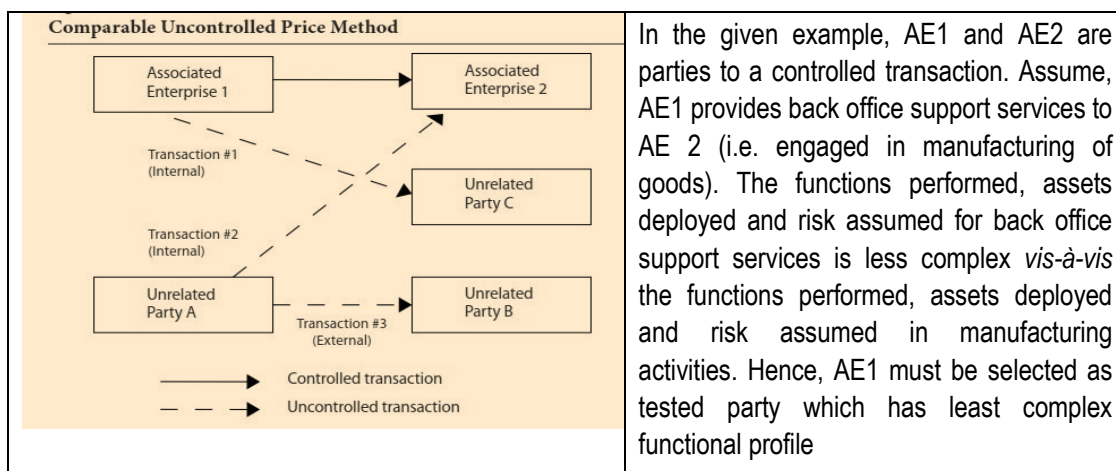 Comparable Uncontrolled Price Method
Associated
Enterprise 1
Associated
Enterprise 2
Transaction #1
(Internal)
Unrelated
Party C
Transaction #2
(Internal)
Unrelated
Party A
Unrelated
Party B
Transaction #3
(External)
Controlled transaction
Uncontrolled transaction
In the given example, AE1 and AE2 are
parties to a controlled transaction. Assume,
AE1 provides back office support services to
AE 2 (i.e. engaged in manufacturing of
goods). The functions performed, assets
deployed and risk assumed for back office
support services is less complex vis-à-vis
the functions performed, assets deployed
and risk assumed in manufacturing
activities. Hence, AE1 must be selected as
tested party which has least complex
functional profile